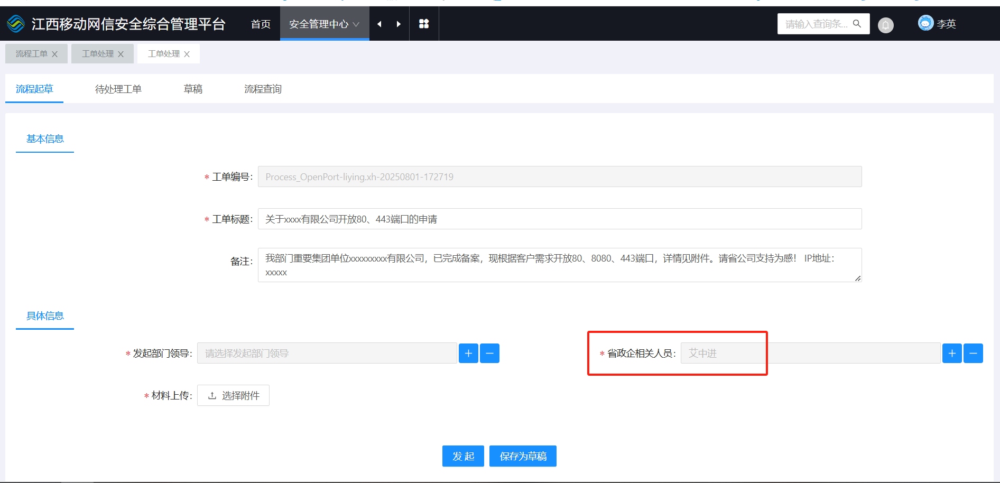 江西移动网信安全综合管理平台 首页 安全管理中心 请输入查询条... 李英
流程工单 工单处理 工单处理
流程起草 待处理工单 草稿 流程查询
基本信息
* 工单编号: Process_OpenPort-liying.xh-20250801-172719
* 工单标题: 关于xxxx有限公司开放80、443端口的申请
备注: 我部门重要集团单位xxxxxxxxx有限公司，已完成备案，现根据客户需求开放80、8080、443端口，详情见附件。请省公司支持为感！ IP地址：
xxxxx
具体信息
* 发起部门领导: 请选择发起部门领导 * 省政企相关人员: 艾中进
* 材料上传: 选择附件
发起 保存为草稿